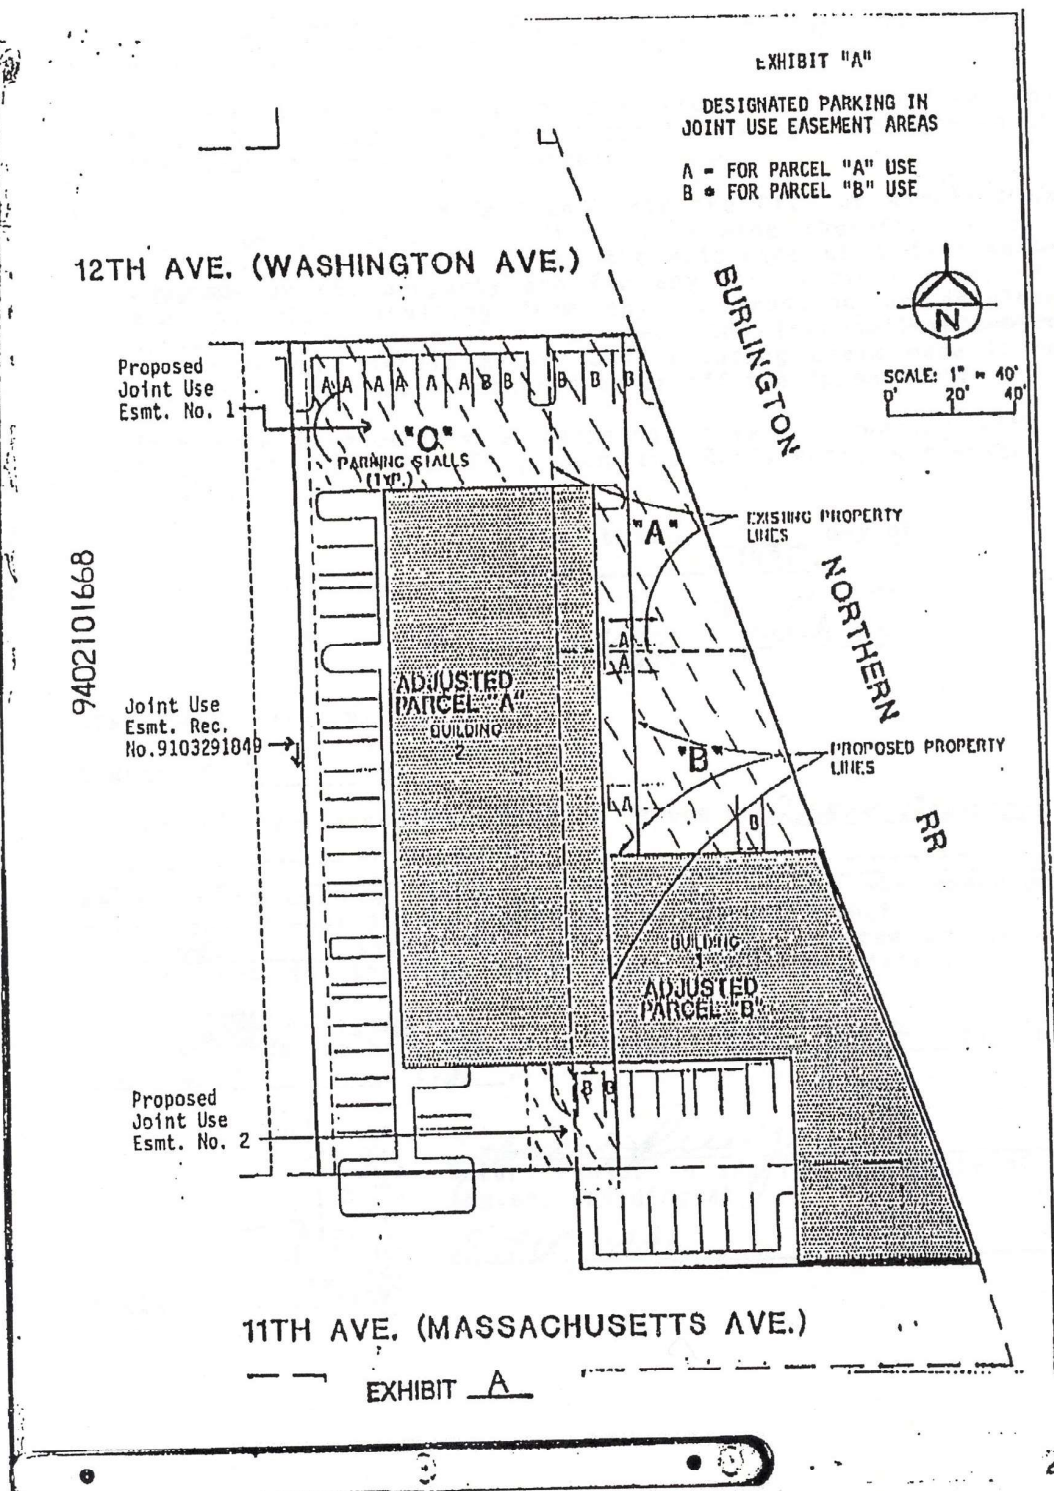 EXHIBIT "A"
DESIGNATED PARKING IN
JOINT USE EASEMENT AREAS
A = FOR PARCEL "A" USE
B = FOR PARCEL "B" USE
12TH AVE. (WASHINGTON AVE.)
BURLINGTON
NORTHERN
RR
N
SCALE: 1" = 40'
0' 20' 40'
Proposed
Joint Use
Esmt. No. 1
A A A A A A B B B B B
"O"
PARKING STALLS
(TYP.)
"A"
EXISTING PROPERTY
LINES
A
A
9402101668
ADJUSTED
PARCEL "A"
BUILDING
2
Joint Use
Esmt. Rec.
No.9103291849
"B"
PROPOSED PROPERTY
LINES
A
B
BUILDING
1
ADJUSTED
PARCEL "B"
B B
Proposed
Joint Use
Esmt. No. 2
11TH AVE. (MASSACHUSETTS AVE.)
EXHIBIT A